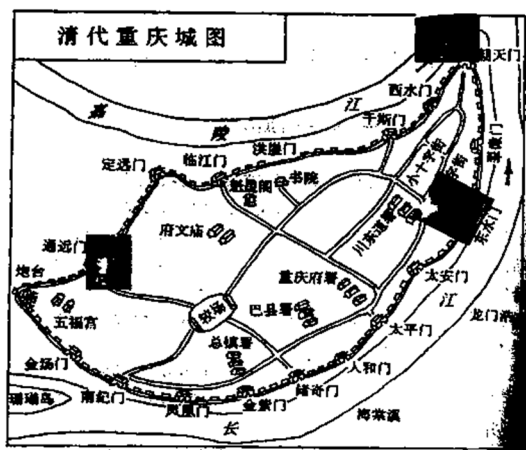 清代重庆城图
朝天门
西水门
千斯门
嘉
陵
江
洪崖门
临江门
定远门
书院
小十字街
字街
府文庙
川东道署
东水门
通远门
炮台
太安门
重庆府署
江
龙门浩
巴县署
校场
五福宫
太平门
总镇署
金汤门
人和门
储奇门
南纪门
金紫门
凤凰门
珊瑚岛
海棠溪
长